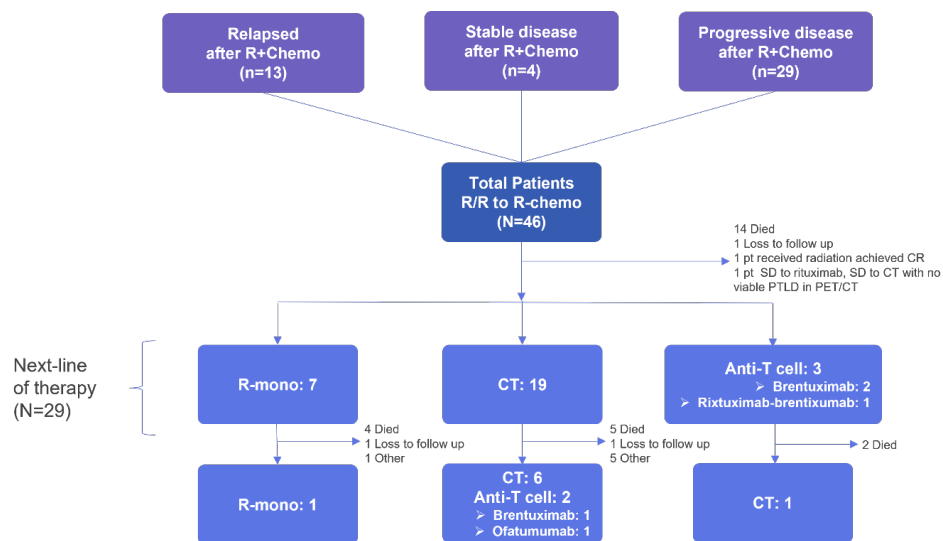 Relapsed
after R+Chemo
(n=13)
Stable disease
after R+Chemo
(n=4)
Progressive disease
after R+Chemo
(n=29)
Total Patients
R/R to R-chemo
(N=46)
14 Died
1 Loss to follow up
1 pt received radiation achieved CR
1 pt SD to rituximab, SD to CT with no
viable PTLD in PET/CT
Next-line
of therapy
(N=29)
R-mono: 7
CT: 19
Anti-T cell: 3
➢ Brentuximab: 2
➢ Rixtuximab-brentixumab: 1
4 Died
1 Loss to follow up
1 Other
5 Died
1 Loss to follow up
5 Other
2 Died
R-mono: 1
CT: 6
Anti-T cell: 2
➢ Brentuximab: 1
➢ Ofatumumab: 1
CT: 1